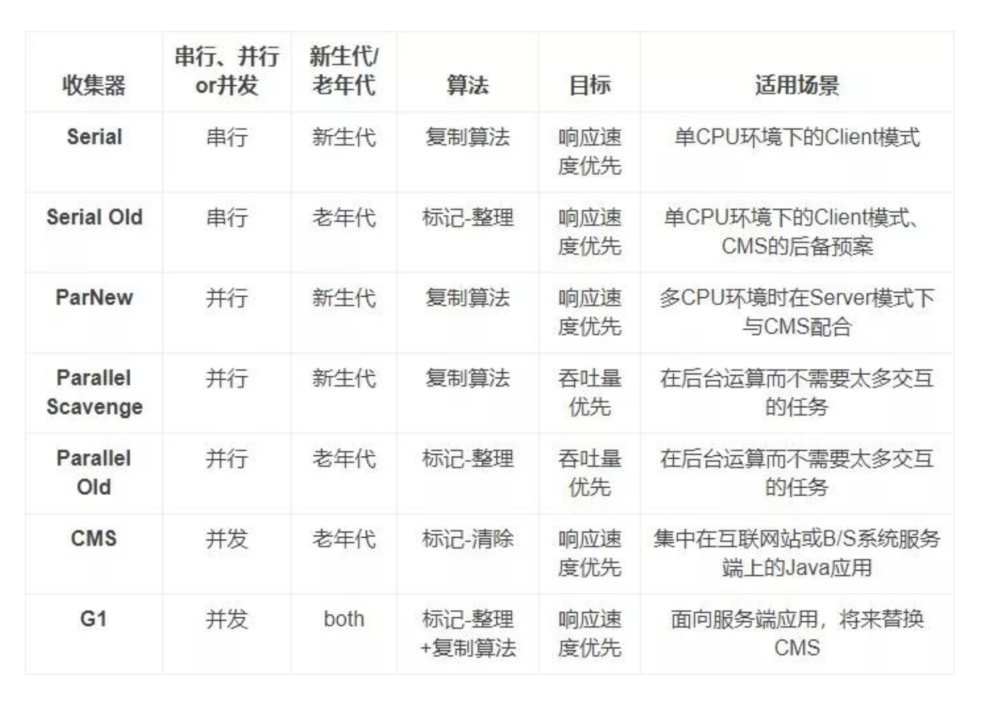 收集器 串行、并行or并发 新生代/老年代 算法 目标 适用场景
Serial 串行 新生代 复制算法 响应速度优先 单CPU环境下的Client模式
Serial Old 串行 老年代 标记-整理 响应速度优先 单CPU环境下的Client模式、CMS的后备预案
ParNew 并行 新生代 复制算法 响应速度优先 多CPU环境时在Server模式下与CMS配合
Parallel Scavenge 并行 新生代 复制算法 吞吐量优先 在后台运算而不需要太多交互的任务
Parallel Old 并行 老年代 标记-整理 吞吐量优先 在后台运算而不需要太多交互的任务
CMS 并发 老年代 标记-清除 响应速度优先 集中在互联网站或B/S系统服务端上的Java应用
G1 并发 both 标记-整理+复制算法 响应速度优先 面向服务端应用，将来替换CMS